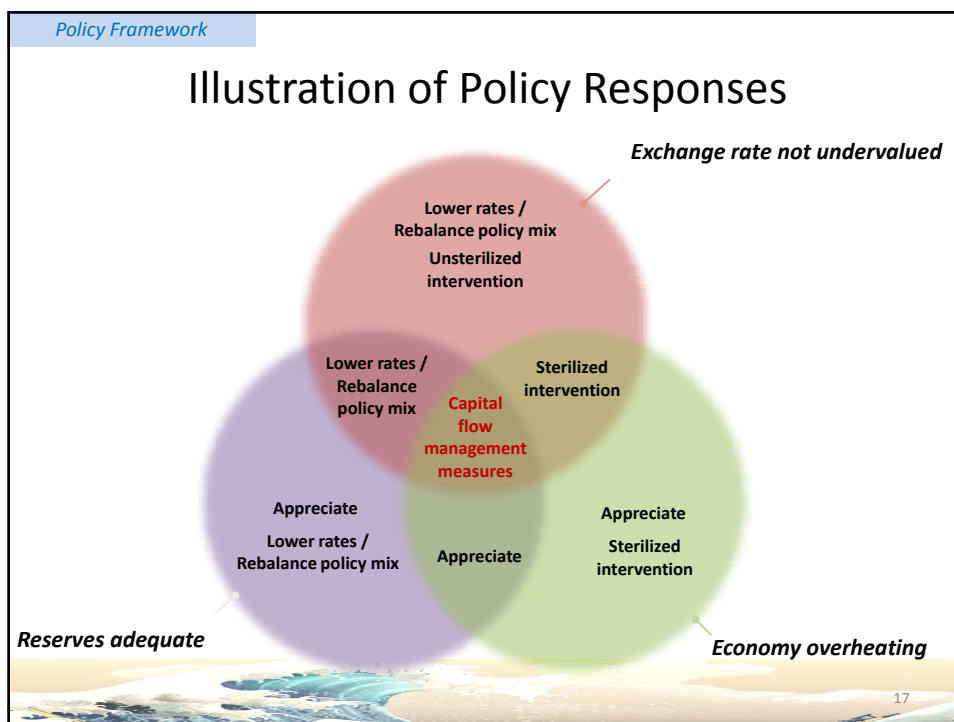 Policy Framework
Illustration of Policy Responses
Exchange rate not undervalued
Lower rates /
Rebalance policy mix
Unsterilized
intervention
Lower rates /
Rebalance
policy mix
Sterilized
intervention
Capital
flow
management
measures
Appreciate
Lower rates /
Rebalance policy mix
Appreciate
Appreciate
Sterilized
intervention
Reserves adequate
Economy overheating
17